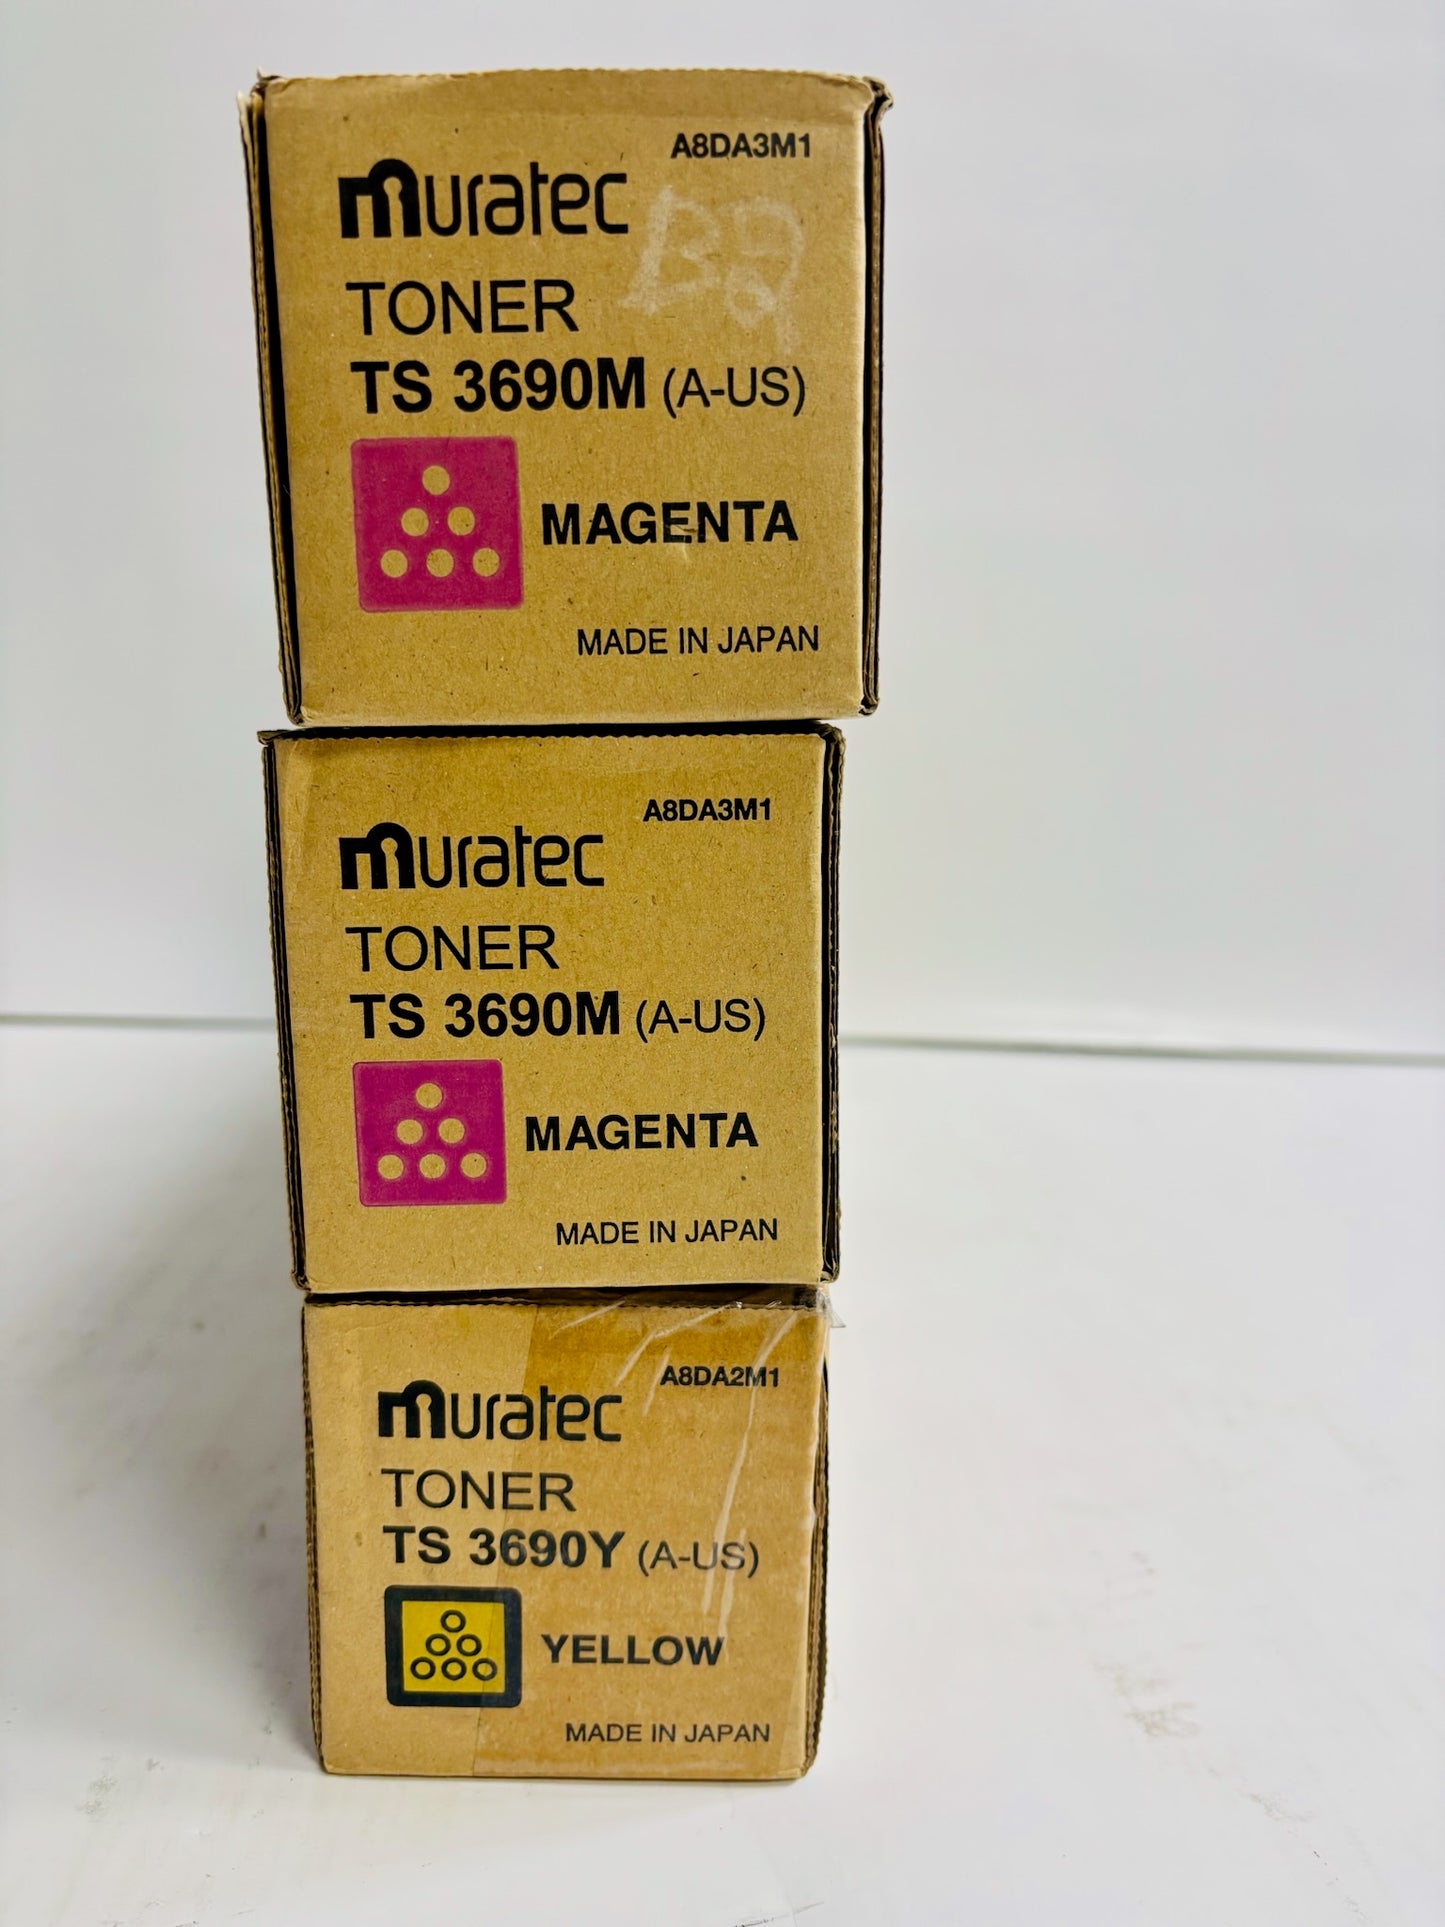 A8DA3M1
muratec
TONER
TS 3690M (A-US)
MAGENTA
MADE IN JAPAN
A8DA3M1
muratec
TONER
TS 3690M (A-US)
MAGENTA
MADE IN JAPAN
A8DA2M1
muratec
TONER
TS 3690Y (A-US)
YELLOW
MADE IN JAPAN